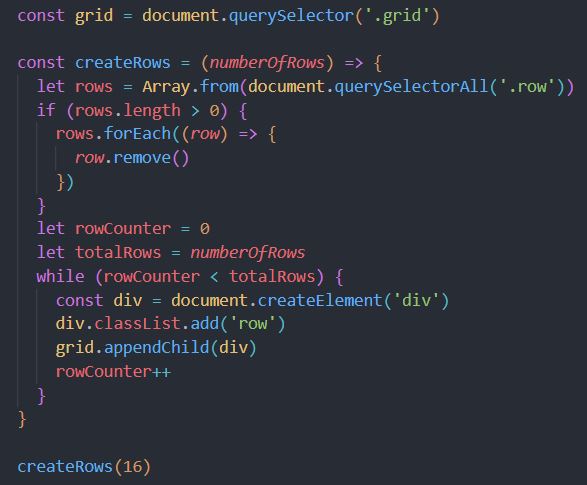 const grid = document.querySelector('.grid')

const createRows = (numberOfRows) => {
  let rows = Array.from(document.querySelectorAll('.row'))
  if (rows.length > 0) {
    rows.forEach((row) => {
      row.remove()
    })
  }
  let rowCounter = 0
  let totalRows = numberOfRows
  while (rowCounter < totalRows) {
    const div = document.createElement('div')
    div.classList.add('row')
    grid.appendChild(div)
    rowCounter++
  }
}

createRows(16)